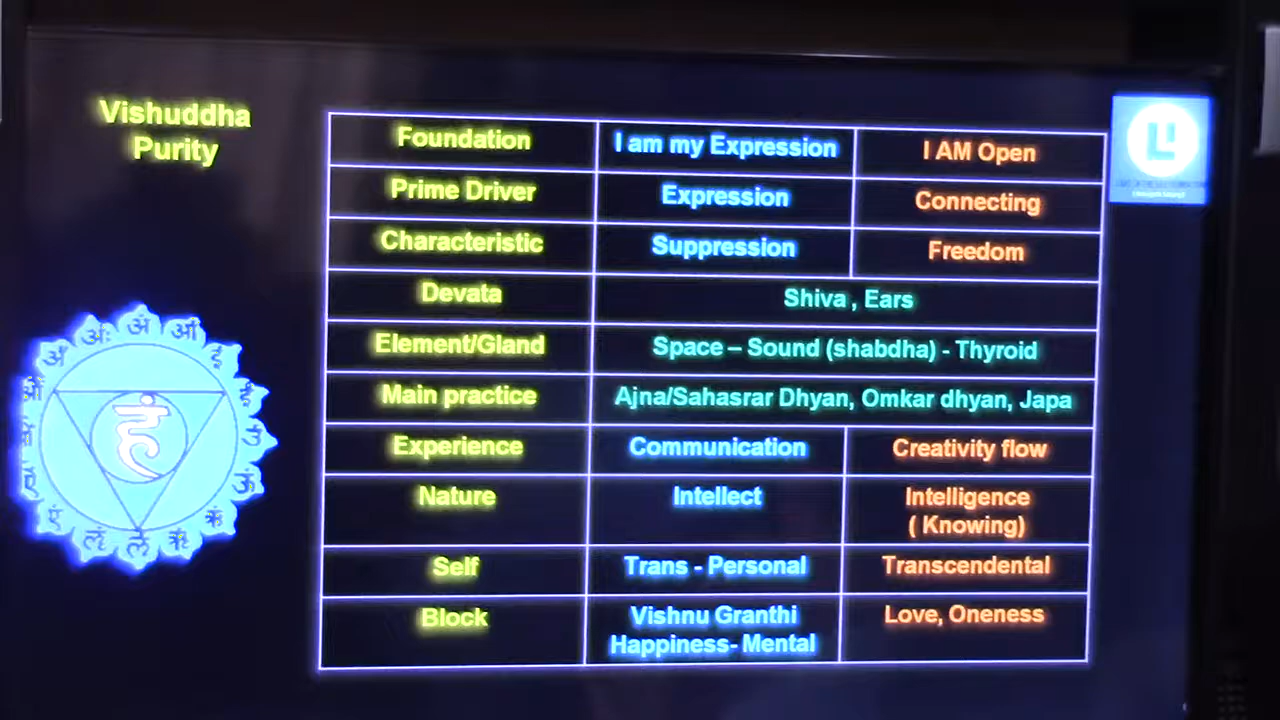 Vishuddha
Purity
Foundation I am my Expression I AM Open
Prime Driver Expression Connecting
Characteristic Suppression Freedom
Devata Shiva , Ears
Element/Gland Space – Sound (shabdha) - Thyroid
Main practice Ajna/Sahasrar Dhyan, Omkar dhyan, Japa
Experience Communication Creativity flow
Nature Intellect Intelligence
( Knowing)
Self Trans - Personal Transcendental
Block Vishnu Granthi Love, Oneness
Happiness- Mental
अं आं इं ईं उं ऊं ऋं ॠं लृं एं अः
हं